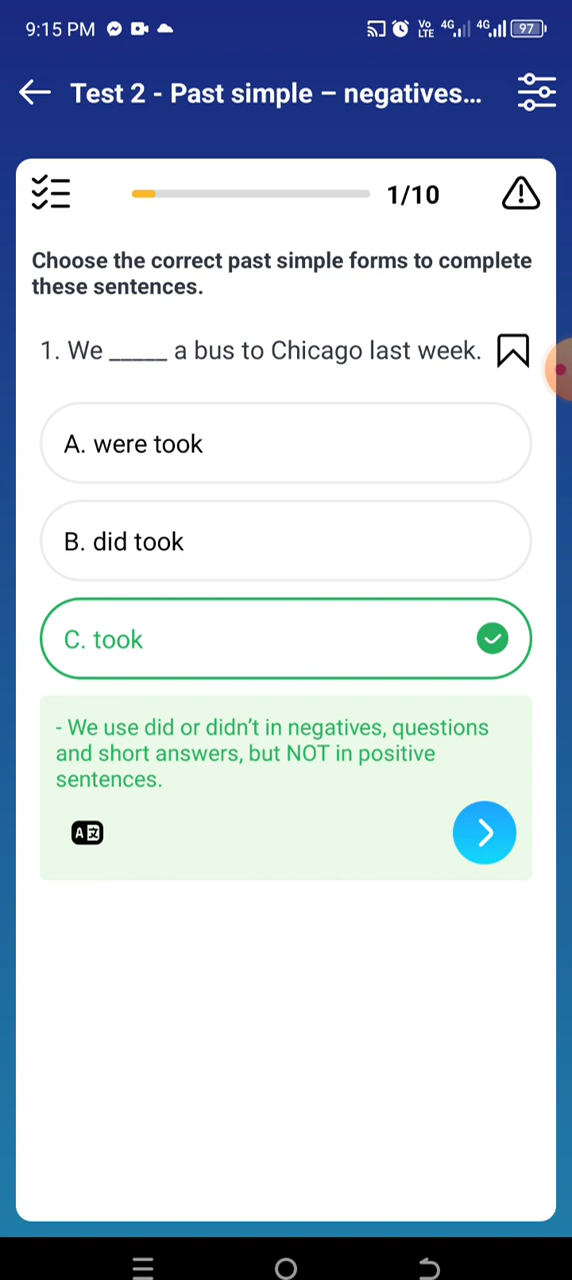 9:15 PM Vo LTE 4G 4G 97
Test 2 - Past simple – negatives...
1/10
Choose the correct past simple forms to complete
these sentences.
1. We _____ a bus to Chicago last week.
A. were took
B. did took
C. took
- We use did or didn't in negatives, questions
and short answers, but NOT in positive
sentences.
A文